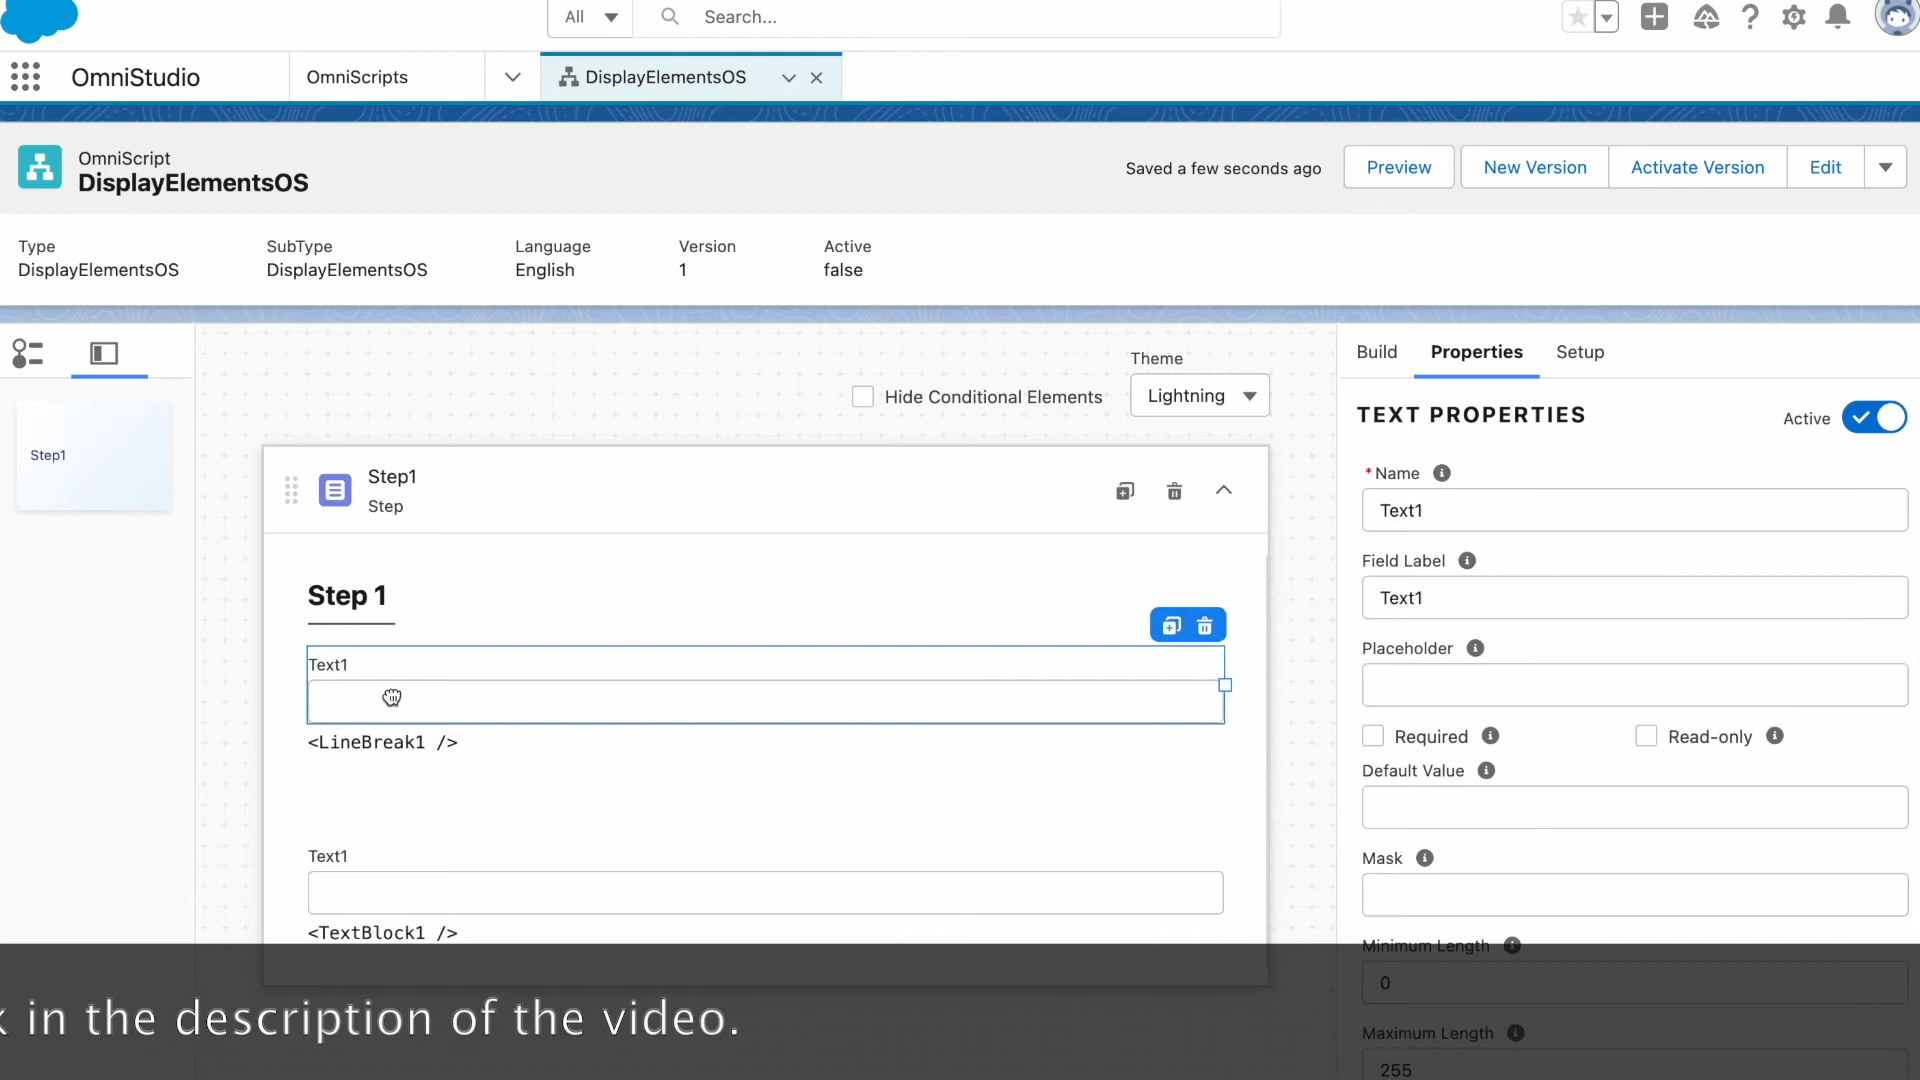 All
Search...
OmniStudio
OmniScripts
DisplayElementsOS
OmniScript
DisplayElementsOS
Saved a few seconds ago
Preview
New Version
Activate Version
Edit
Type
DisplayElementsOS
SubType
DisplayElementsOS
Language
English
Version
1
Active
false
Step1
Theme
Hide Conditional Elements
Lightning
Step1
Step
Step 1
Text1
<LineBreak1 />
Text1
<TextBlock1 />
Build
Properties
Setup
TEXT PROPERTIES
Active
*Name
Text1
Field Label
Text1
Placeholder
Required
Read-only
Default Value
Mask
Minimum Length
0
Maximum Length
255
in the description of the video.